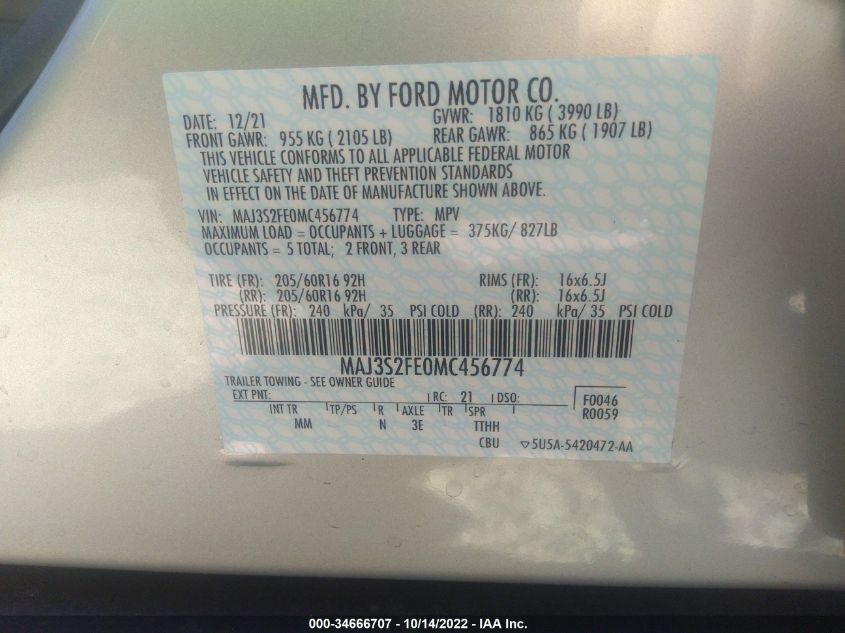 MFD. BY FORD MOTOR CO.
DATE: 12/21 GVWR: 1810 KG ( 3990 LB)
FRONT GAWR: 955 KG ( 2105 LB) REAR GAWR: 865 KG ( 1907 LB)
THIS VEHICLE CONFORMS TO ALL APPLICABLE FEDERAL MOTOR
VEHICLE SAFETY AND THEFT PREVENTION STANDARDS
IN EFFECT ON THE DATE OF MANUFACTURE SHOWN ABOVE.
VIN: MAJ3S2FE0MC456774 TYPE: MPV
MAXIMUM LOAD = OCCUPANTS + LUGGAGE = 375KG/ 827LB
OCCUPANTS = 5 TOTAL; 2 FRONT, 3 REAR
TIRE (FR): 205/60R16 92H RIMS (FR): 16x6.5J
(RR): 205/60R16 92H (RR): 16x6.5J
PRESSURE (FR): 240 kPa/ 35 PSI COLD (RR): 240 kPa/ 35 PSI COLD
MAJ3S2FE0MC456774
TRAILER TOWING - SEE OWNER GUIDE
EXT PNT: RC: 21 DSO: F0046
INT TR TP/PS R AXLE TR SPR R0059
MM N 3E TTHH
CBU ▽5U5A-5420472-AA
000-34666707 - 10/14/2022 - IAA Inc.